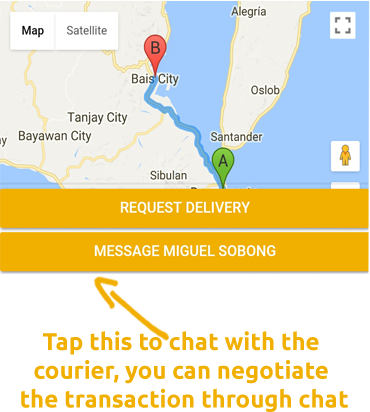 Alegría
Map
Satellite
B
Bais City
Oslob
Tanjay City
Bayawan City
Santander
A
Sibulan
REQUEST DELIVERY
MESSAGE MIGUEL SOBONG
Tap this to chat with the
courier, you can negotiate
the transaction through chat